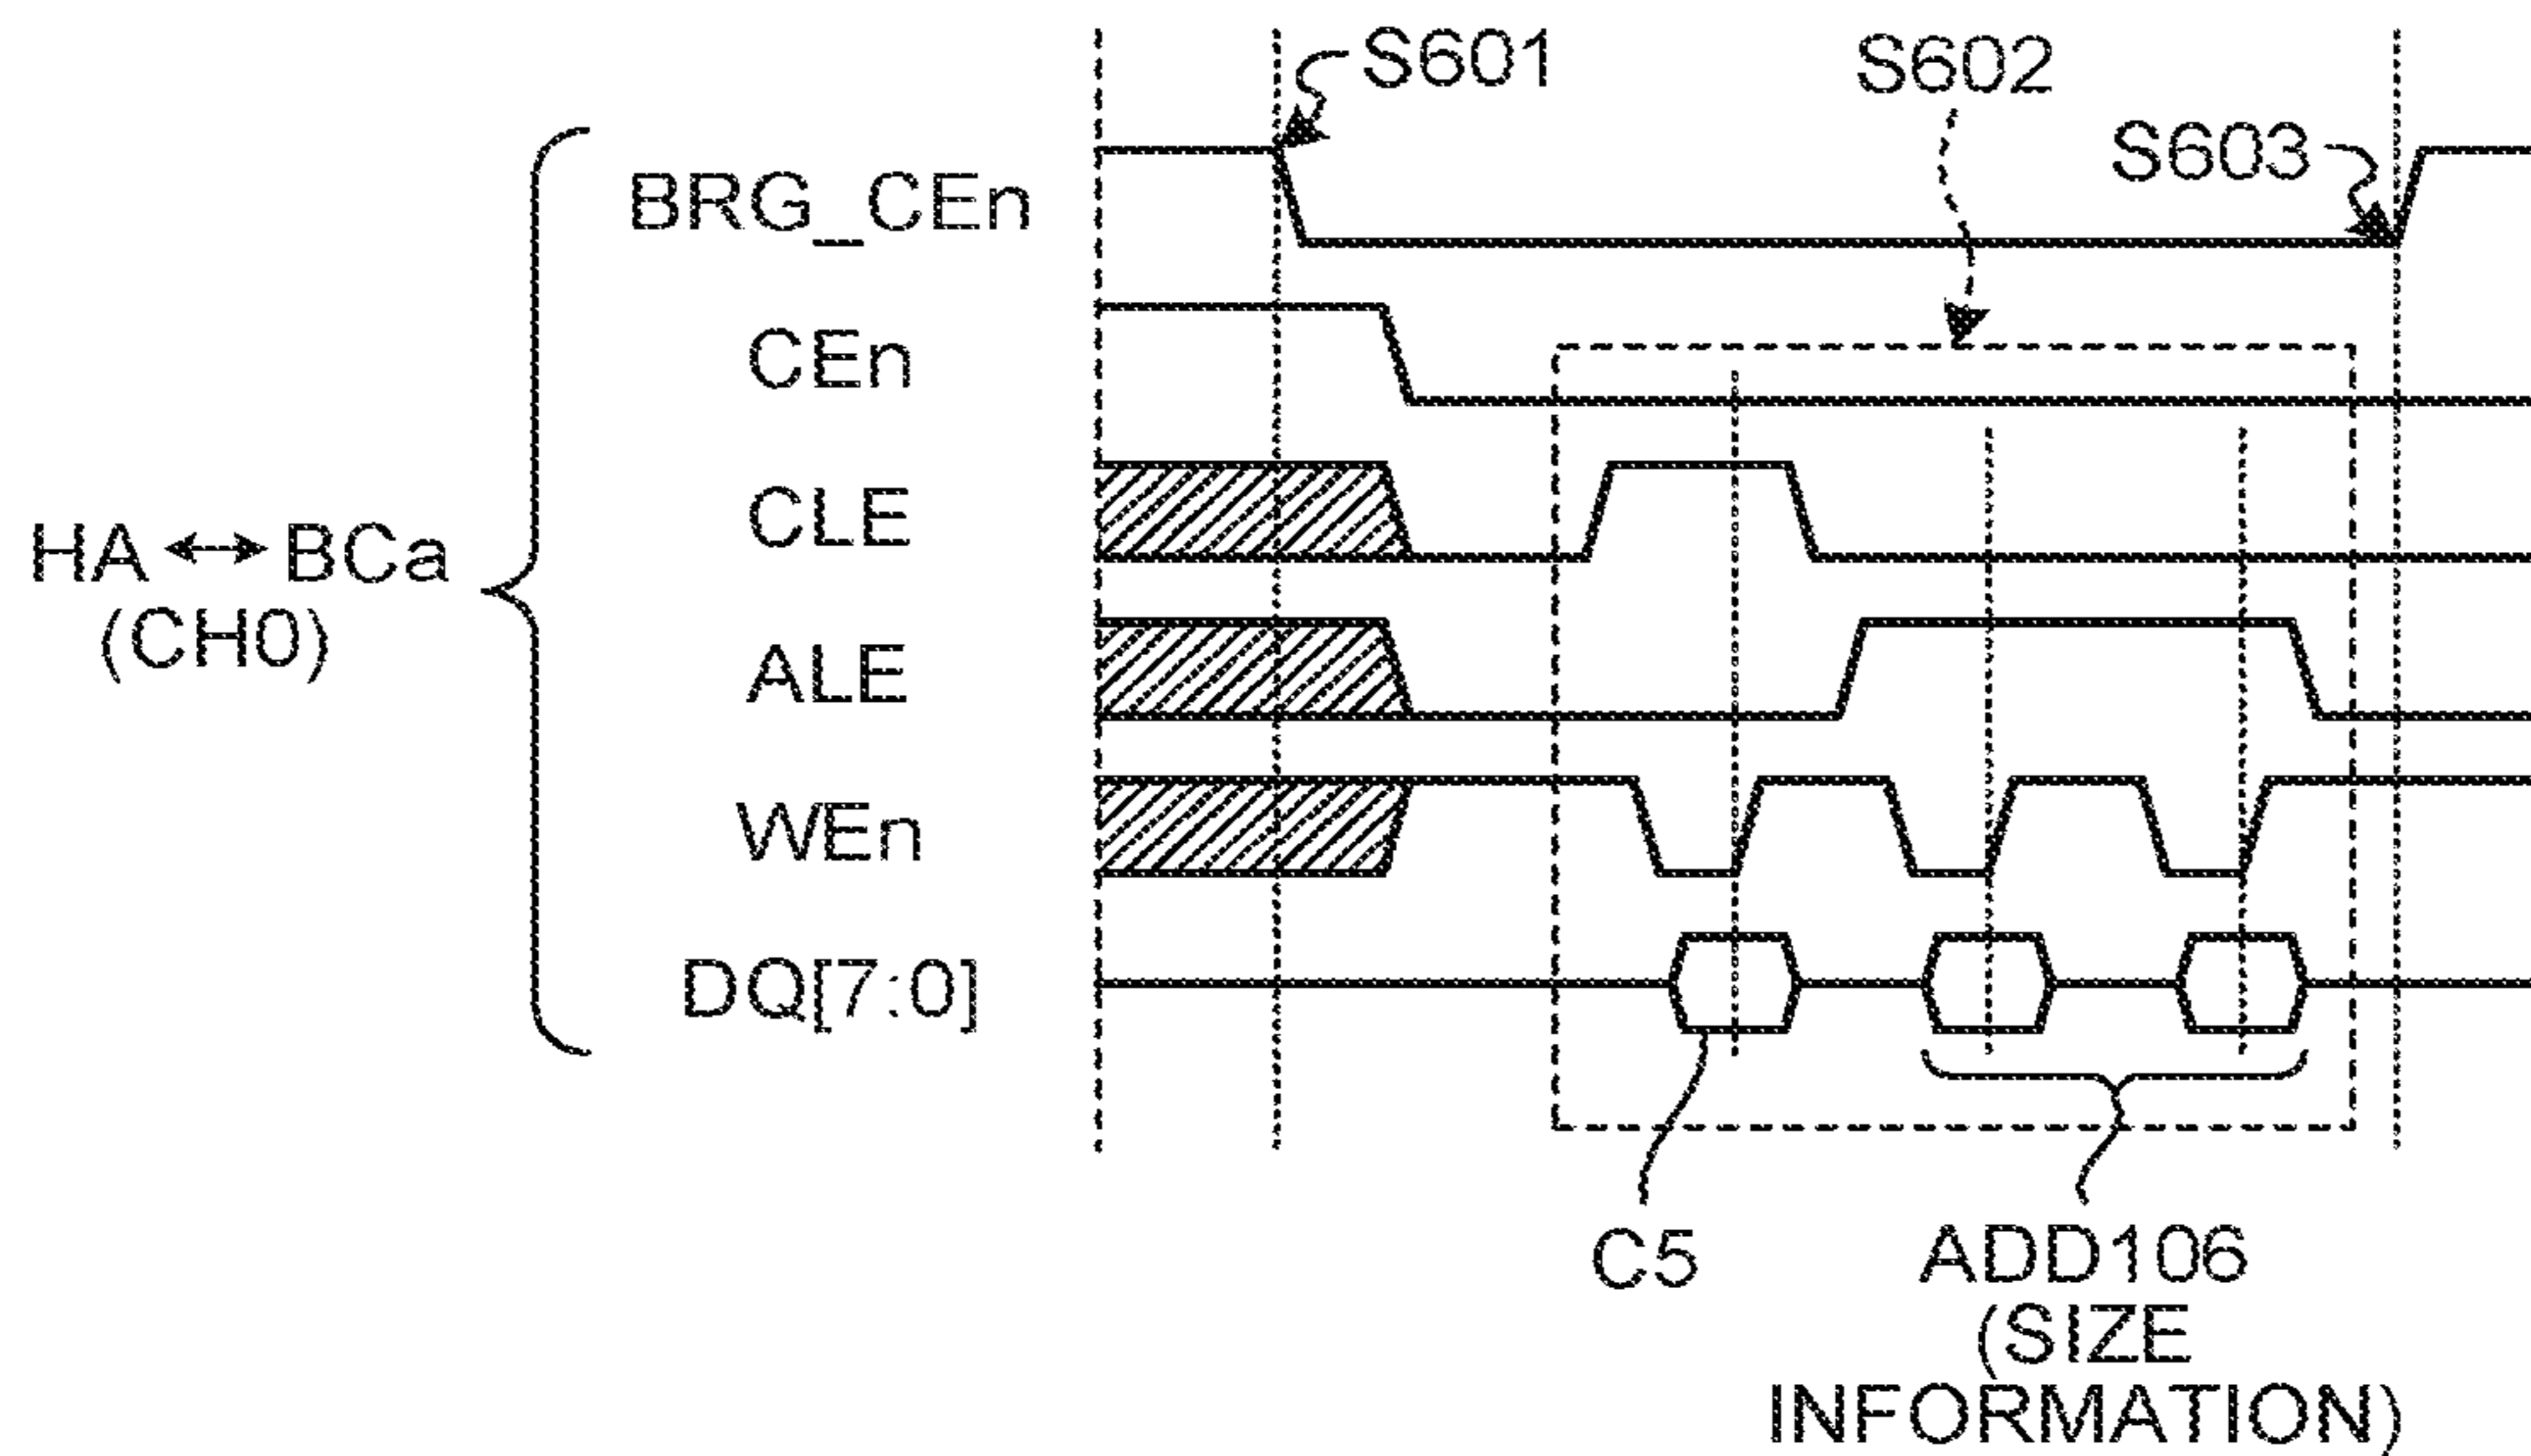 S601
S602
S603
BRG_CEn
CEn
CLE
HA ↔ BCa
(CH0)
ALE
WEn
DQ[7:0]
C5
ADD106
(SIZE
INFORMATION)